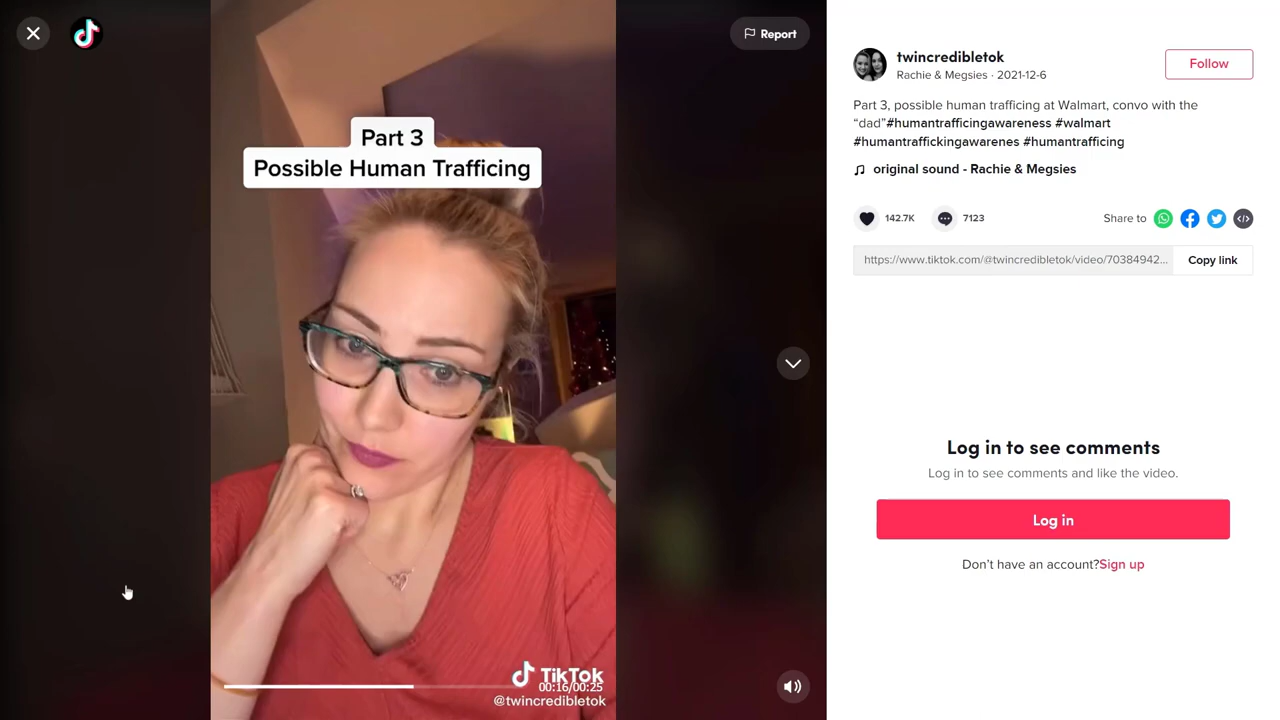 Report
Part 3
Possible Human Trafficing
TikTok
00:16/00:25
@twincredibletok
twincredibletok
Rachie & Megsies · 2021-12-6
Follow
Part 3, possible human trafficing at Walmart, convo with the
“dad”#humantrafficingawareness #walmart
#humantraffickingawarenes #humantrafficing
original sound - Rachie & Megsies
142.7K
7123
Share to
https://www.tiktok.com/@twincredibletok/video/70384942...
Copy link
Log in to see comments
Log in to see comments and like the video.
Log in
Don’t have an account?Sign up